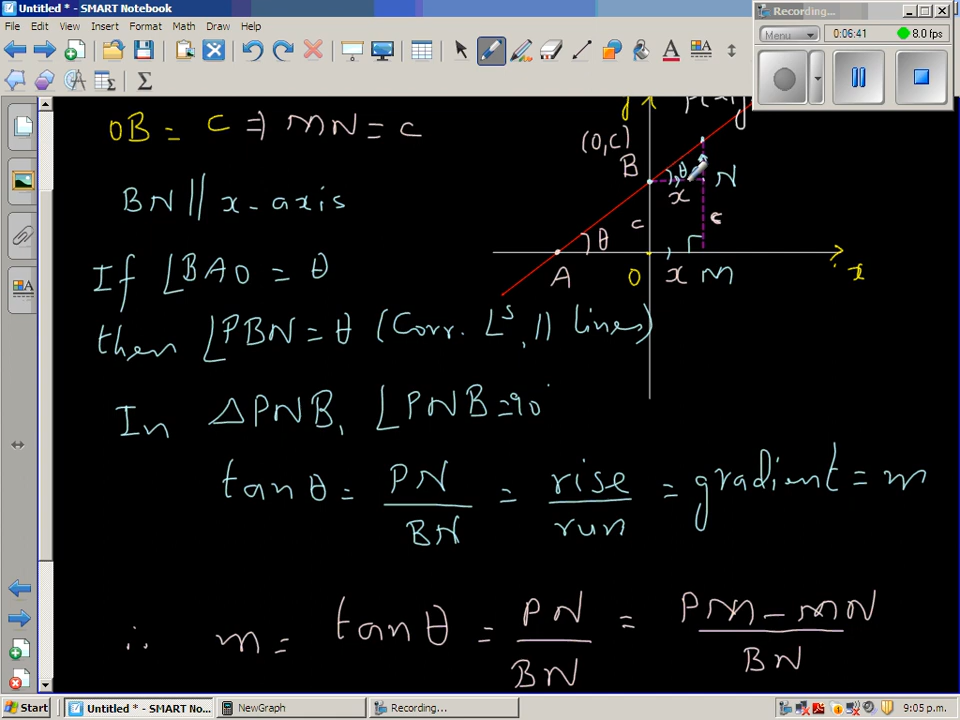 Untitled * - SMART Notebook
Recording...
File Edit View Insert Format Math Draw Help
Menu 0:06:41 8.0 fps
OB = C ⇒ MN = C
y
(0,C)
B θ N
x
BN || x-axis
C c
θ
A O x M x
If ∠BAO = θ
then ∠PBN = θ (Corr. ∠s, || lines)
In △PNB, ∠PNB=90°
tanθ = PN/BN = rise/run = gradient = m
∴ m = tanθ = PN/BN = PM - MN/BN
Start Untitled * - SMART No... NewGraph Recording... 9:05 p.m.